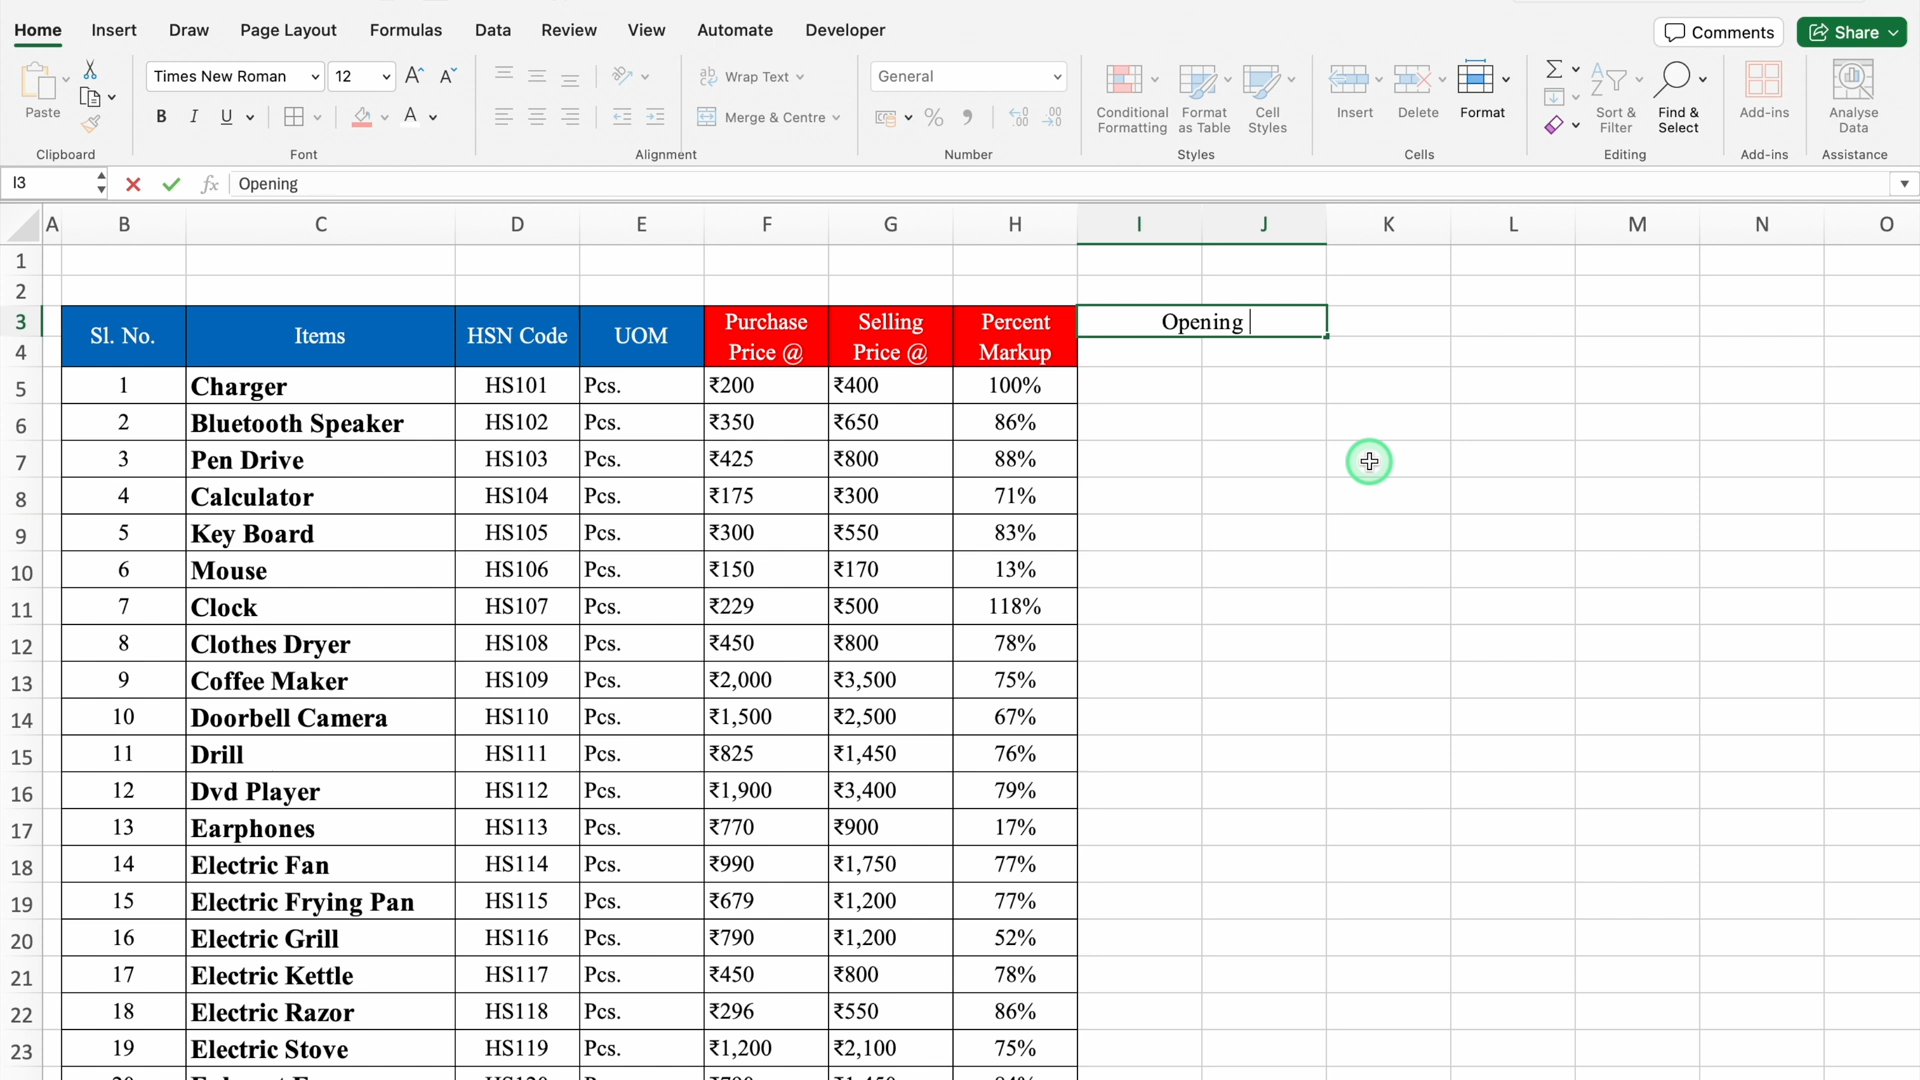 Home Insert Draw Page Layout Formulas Data Review View Automate Developer Comments Share
Paste Times New Roman 12 A A Wrap Text General Conditional Formatting Format as Table Cell Styles Insert Delete Format Sort & Filter Find & Select Add-ins Analyse Data
B I U A Merge & Centre
Clipboard Font Alignment Number Styles Cells Editing Add-ins Assistance
I3 fx Opening
A B C D E F G H I J K L M N O
1
2
3 Sl. No. Items HSN Code UOM Purchase Price @ Selling Price @ Percent Markup Opening
4
5 1 Charger HS101 Pcs. ₹200 ₹400 100%
6 2 Bluetooth Speaker HS102 Pcs. ₹350 ₹650 86%
7 3 Pen Drive HS103 Pcs. ₹425 ₹800 88%
8 4 Calculator HS104 Pcs. ₹175 ₹300 71%
9 5 Key Board HS105 Pcs. ₹300 ₹550 83%
10 6 Mouse HS106 Pcs. ₹150 ₹170 13%
11 7 Clock HS107 Pcs. ₹229 ₹500 118%
12 8 Clothes Dryer HS108 Pcs. ₹450 ₹800 78%
13 9 Coffee Maker HS109 Pcs. ₹2,000 ₹3,500 75%
14 10 Doorbell Camera HS110 Pcs. ₹1,500 ₹2,500 67%
15 11 Drill HS111 Pcs. ₹825 ₹1,450 76%
16 12 Dvd Player HS112 Pcs. ₹1,900 ₹3,400 79%
17 13 Earphones HS113 Pcs. ₹770 ₹900 17%
18 14 Electric Fan HS114 Pcs. ₹990 ₹1,750 77%
19 15 Electric Frying Pan HS115 Pcs. ₹679 ₹1,200 77%
20 16 Electric Grill HS116 Pcs. ₹790 ₹1,200 52%
21 17 Electric Kettle HS117 Pcs. ₹450 ₹800 78%
22 18 Electric Razor HS118 Pcs. ₹296 ₹550 86%
23 19 Electric Stove HS119 Pcs. ₹1,200 ₹2,100 75%